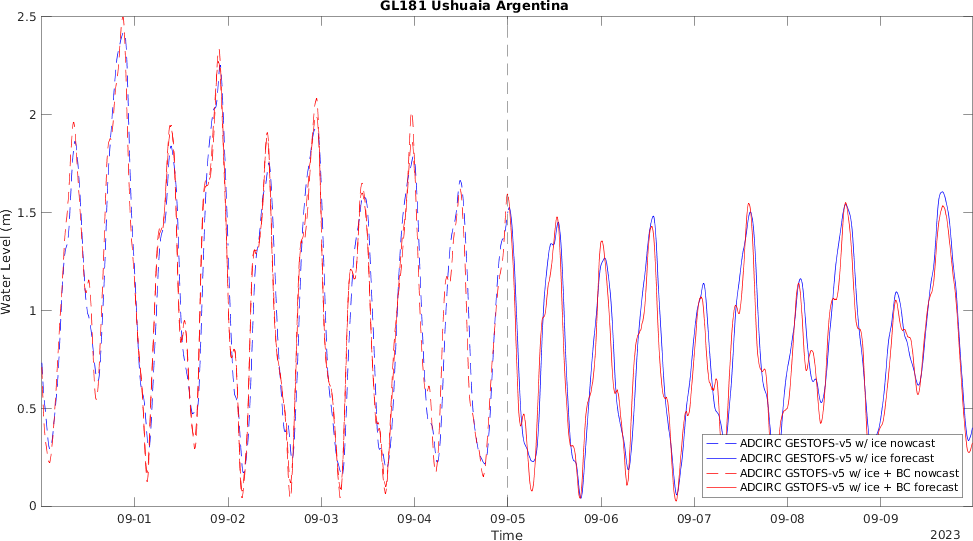 GL181 Ushuaia Argentina
2.5
2
1.5
1
0.5
0
Water Level (m)
09-01 09-02 09-03 09-04 09-05 09-06 09-07 09-08 09-09
Time
2023
ADCIRC GESTOFS-v5 w/ ice nowcast
ADCIRC GESTOFS-v5 w/ ice forecast
ADCIRC GSTOFS-v5 w/ ice + BC nowcast
ADCIRC GSTOFS-v5 w/ ice + BC forecast